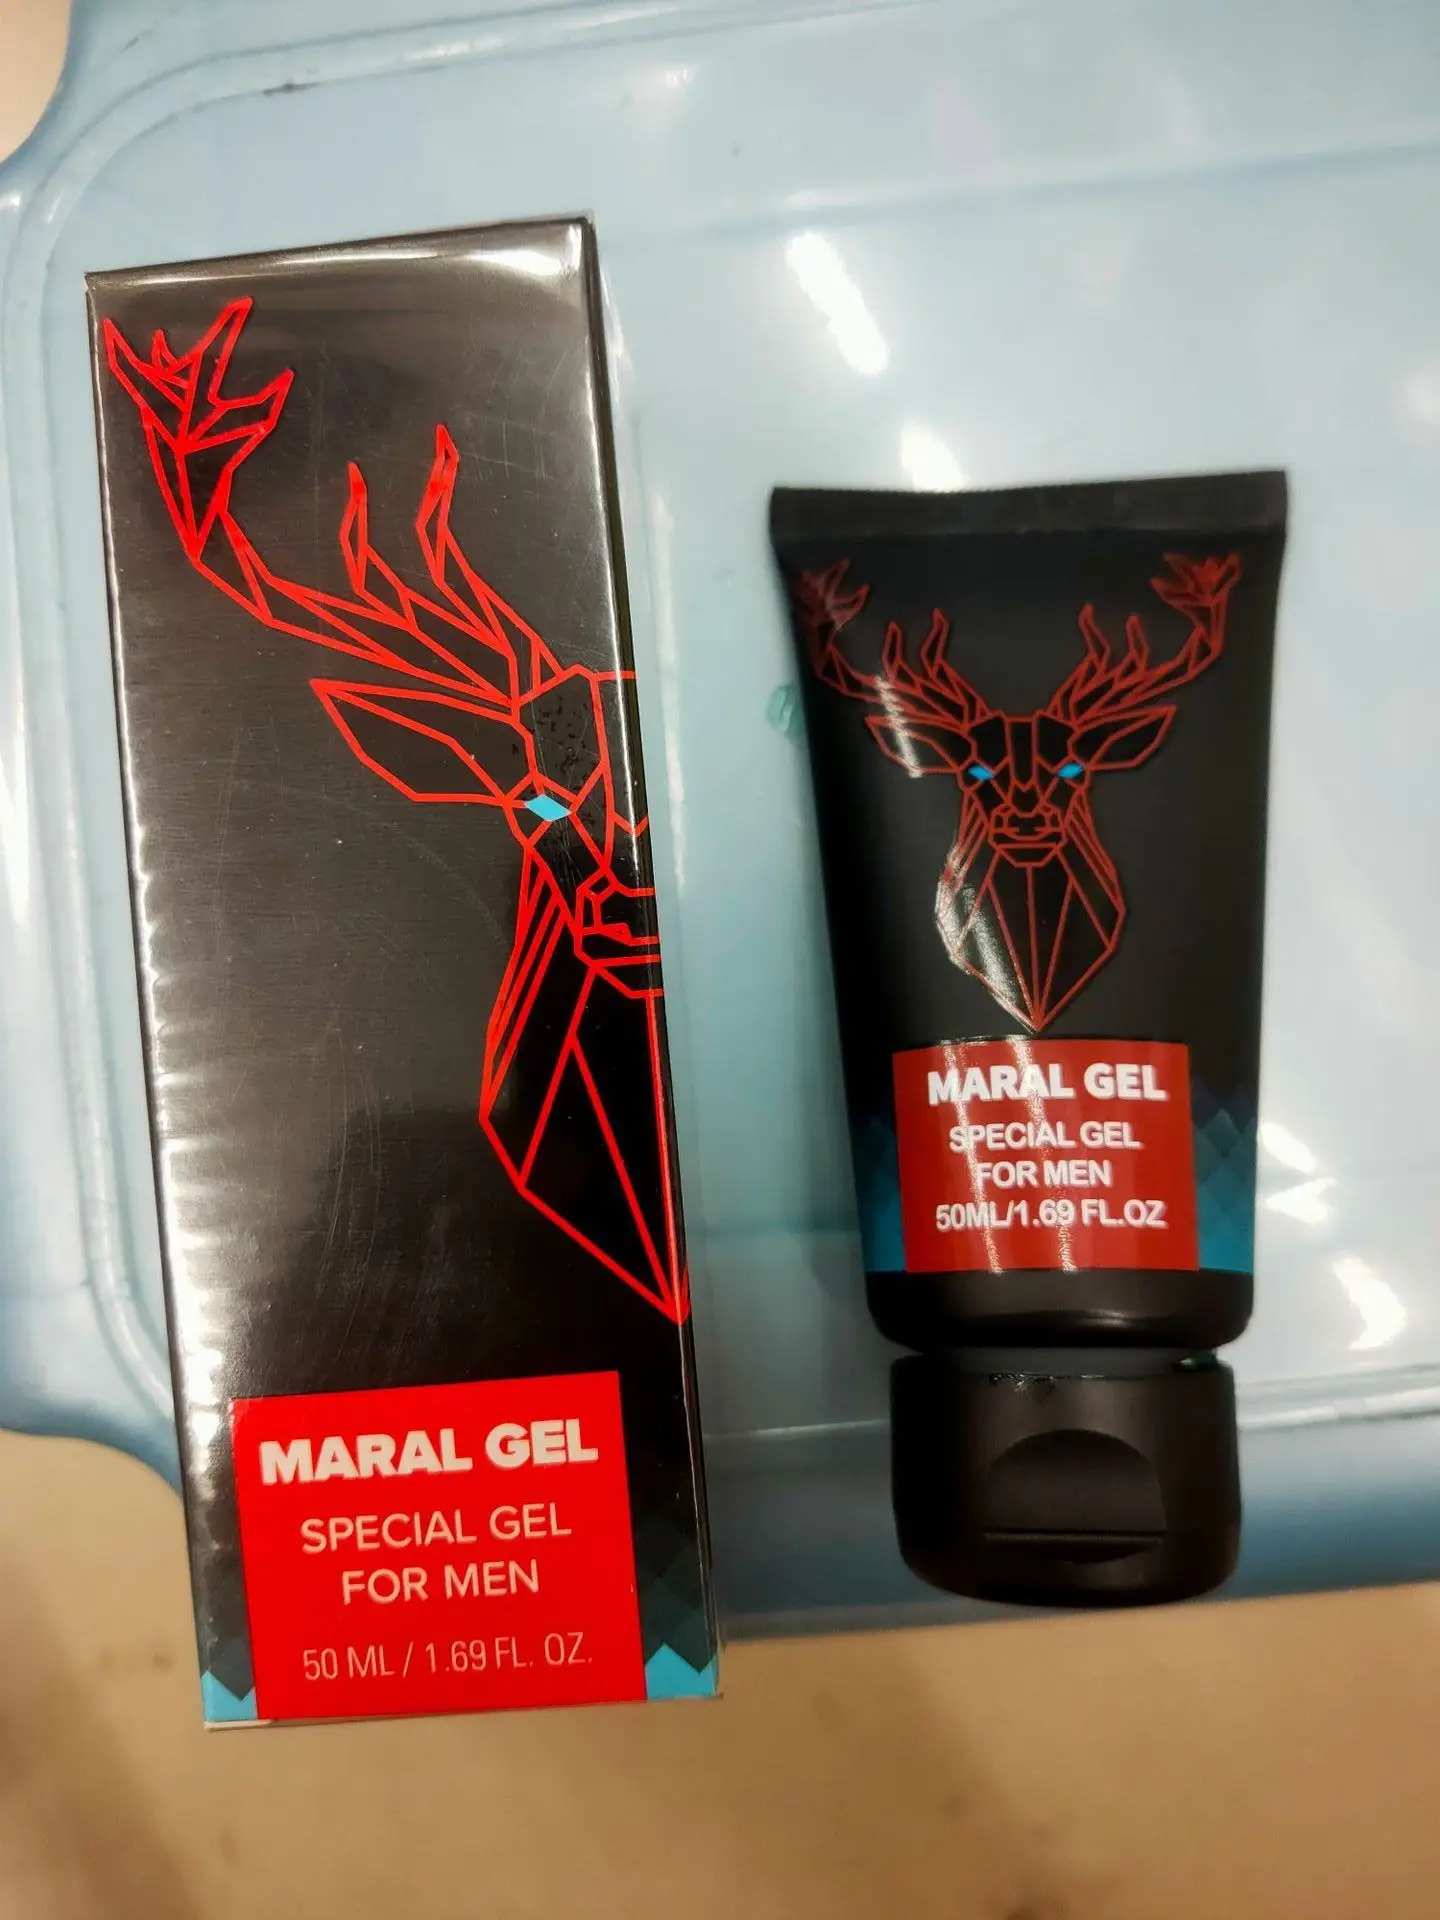 MARAL GEL
SPECIAL GEL
FOR MEN
50 ML / 1.69 FL. OZ.
MARAL GEL
SPECIAL GEL
FOR MEN
50ML/1.69 FL.OZ